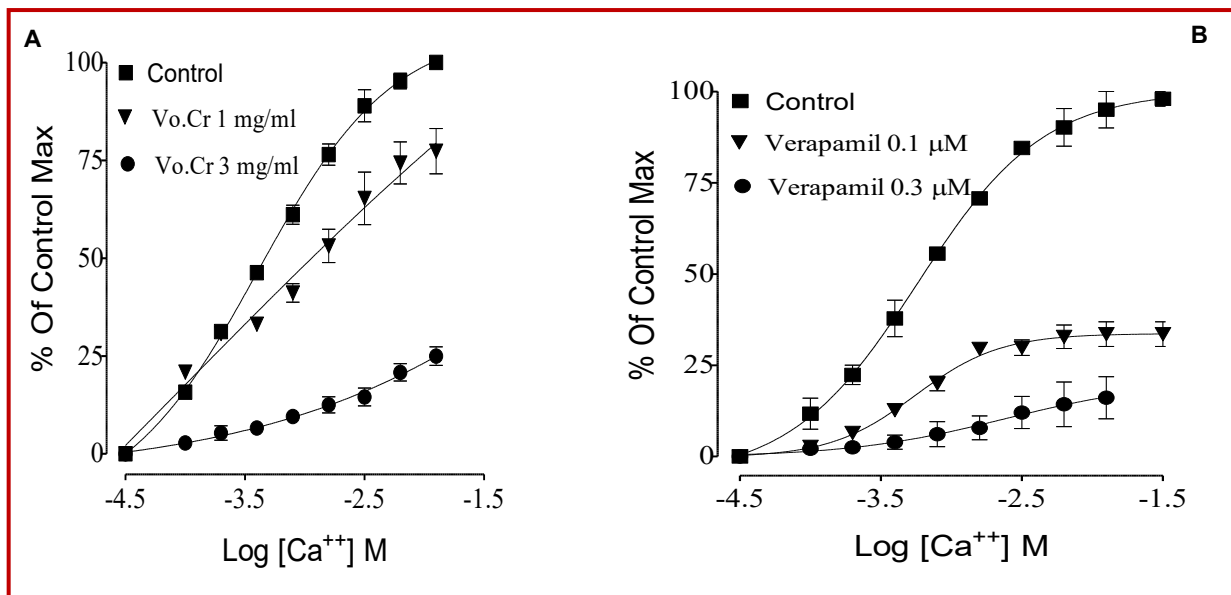 A
100
75
50
25
0
Control
Vo.Cr 1 mg/ml
Vo.Cr 3 mg/ml
% Of Control Max
-4.5 -3.5 -2.5 -1.5
Log [Ca⁺⁺] M
B
100
75
50
25
0
Control
Verapamil 0.1 μM
Verapamil 0.3 μM
% Of Control Max
-4.5 -3.5 -2.5 -1.5
Log [Ca⁺⁺] M